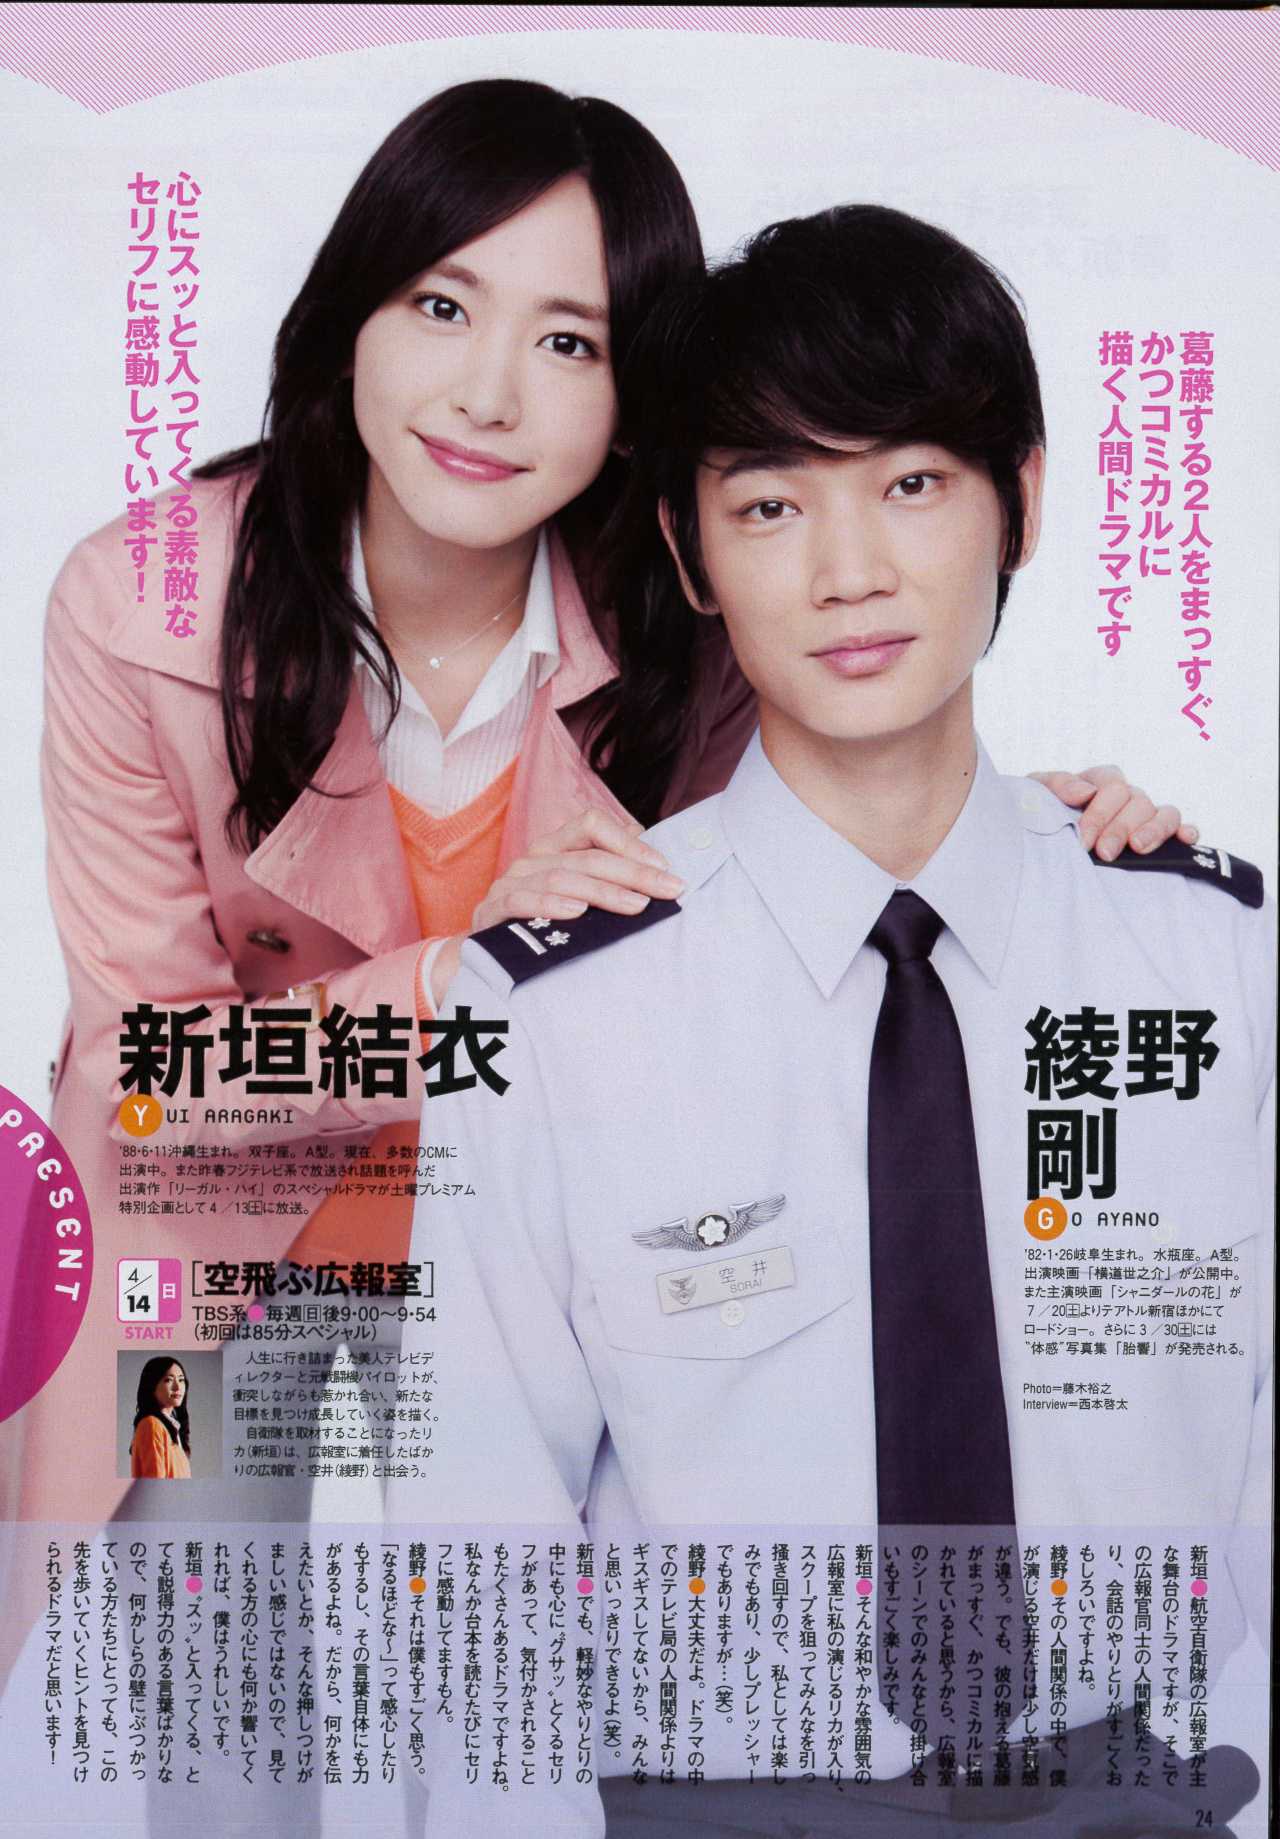 葛藤する2人をまっすぐ、
かつコミカルに
描く人間ドラマです
心にスッと入ってくる素敵な
セリフに感動しています！
新垣結衣
YUI ARAGAKI
'88・6・11沖縄生まれ。双子座。A型。現在、多数のCMに
出演中。また昨春フジテレビ系で放送され話題を呼んだ
出演作「リーガル・ハイ」のスペシャルドラマが土曜プレミアム
特別企画として4／13土に放送。
綾野
剛
GO AYANO
'82・1・26岐阜生まれ。水瓶座。A型。
出演映画「横道世之介」が公開中。
また主演映画「シャニダールの花」が
7／20土よりテアトル新宿ほかにて
ロードショー。さらに3／30土には
“体感”写真集「胎響」が発売される。
Photo＝藤木裕之
Interview＝西本啓太
PRESENT
4／14 日
START
［空飛ぶ広報室］
TBS系●毎週日後9・00〜9・54
（初回は85分スペシャル）
人生に行き詰まった美人テレビデ
ィレクターと元戦闘機パイロットが、
衝突しながらも惹かれ合い、新たな
目標を見つけ成長していく姿を描く。
自衛隊を取材することになったリ
カ（新垣）は、広報室に着任したばか
りの広報官・空井（綾野）と出会う。
空井
SORAI
新垣●航空自衛隊の広報室が主
な舞台のドラマですが、そこで
の広報官同士の人間関係だった
り、会話のやりとりがすごくお
もしろいですよね。
綾野●その人間関係の中で、僕
が演じる空井だけは少し空気感
が違う。でも、彼の抱える葛藤
がまっすぐ、かつコミカルに描
かれていると思うから、広報室
のシーンでのみんなとの掛け合
いもすごく楽しみです。
新垣●そんな和やかな雰囲気の
広報室に私の演じるリカが入り、
スクープを狙ってみんなを引っ
掻き回すので、私としては楽し
みでもあり、少しプレッシャー
でもありますが…（笑）。
綾野●大丈夫だよ。ドラマの中
でのテレビ局の人間関係よりは
ギスギスしてないから、みんな
と思いっきりできるよ（笑）。
新垣●でも、軽妙なやりとりの
中にも心に“グサッ”とくるセリ
フがあって、気付かされること
もたくさんあるドラマですよね。
私なんか台本を読むたびにセリ
フに感動してますもん。
綾野●それは僕もすごく思う。
「なるほどな〜」って感心したり
もするし、その言葉自体にも力
があるよね。だから、何かを伝
えたいとか、そんな押しつけが
ましい感じではないので、見て
くれる方の心にも何か響いてく
れれば、僕はうれしいです。
新垣●“スッ”と入ってくる、と
ても説得力のある言葉ばかりな
ので、何かしらの壁にぶつかっ
ている方たちにとっても、この
先を歩いていくヒントを見つけ
られるドラマだと思います！
24